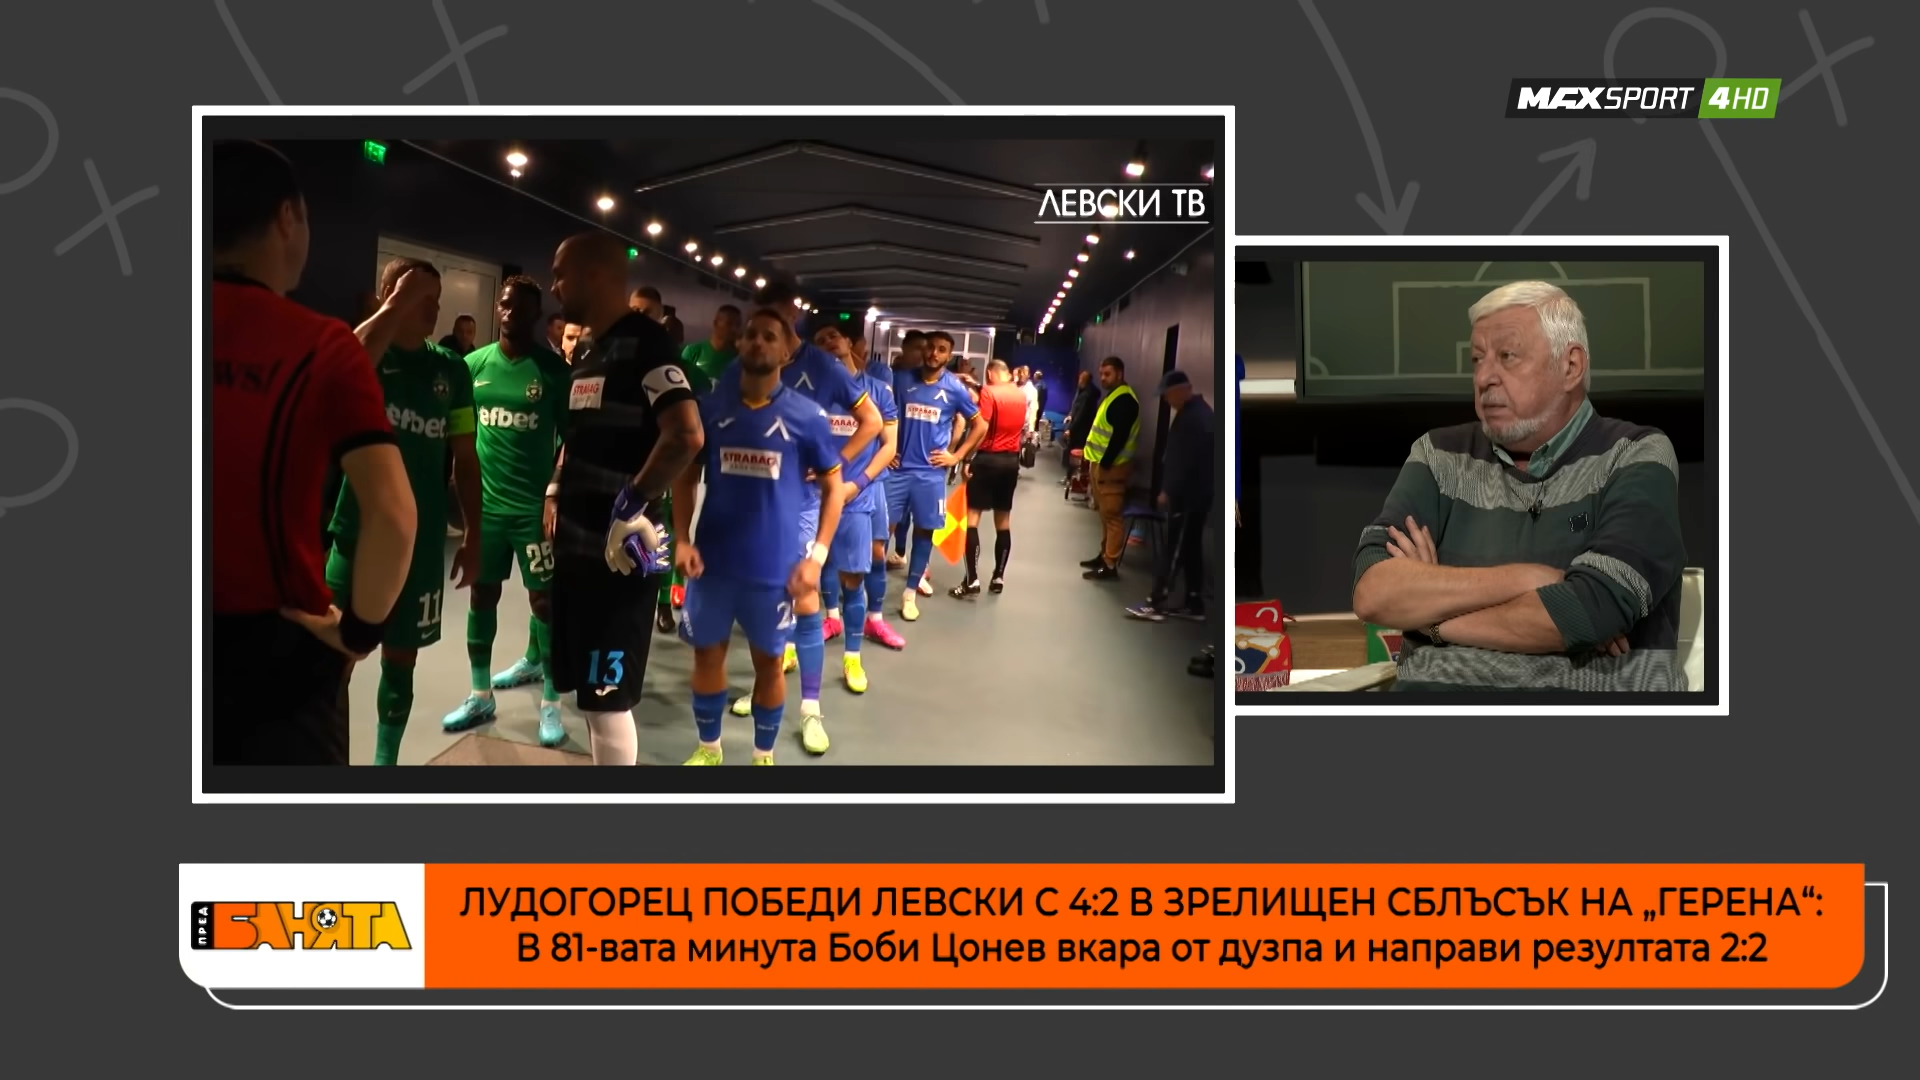 MAXSPORT 4HD
ЛЕВСКИ ТВ
efbet
efbet
STRABAG
C
STRABAG
STRABAG
25
11
13
2
ПРЕД БАНЯТА
ЛУДОГОРЕЦ ПОБЕДИ ЛЕВСКИ С 4:2 В ЗРЕЛИЩЕН СБЛЪСЪК НА „ГЕРЕНА“:
В 81-вата минута Боби Цонев вкара от дузпа и направи резултата 2:2